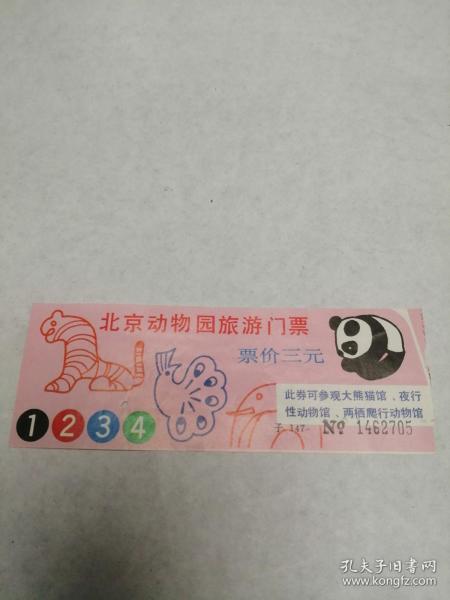 北京动物园旅游门票
票价三元
此券可参观大熊猫馆、夜行
性动物馆、两栖爬行动物馆
1 2 3 4
子 147- № 1462705
孔夫子旧书网
www.kongfz.com